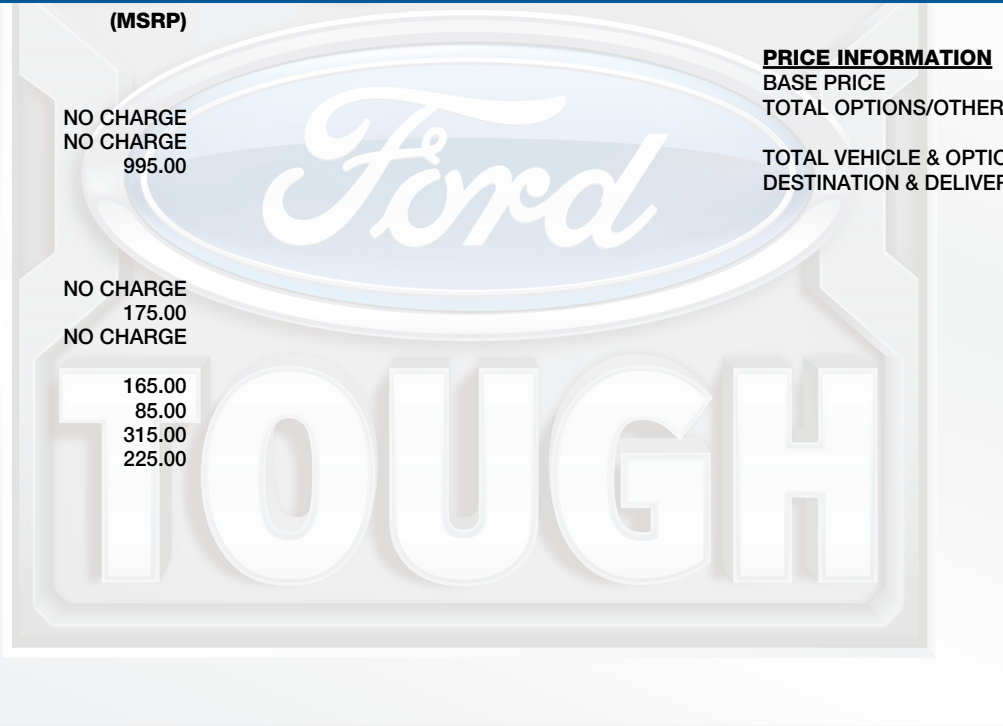 (MSRP)
NO CHARGE
NO CHARGE
995.00
NO CHARGE
175.00
NO CHARGE
165.00
85.00
315.00
225.00
PRICE INFORMATION
BASE PRICE
TOTAL OPTIONS/OTHER
TOTAL VEHICLE & OPTIO
DESTINATION & DELIVER
Ford
TOUGH